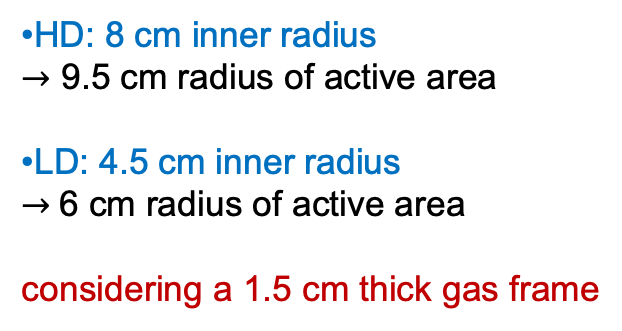 •HD: 8 cm inner radius
→ 9.5 cm radius of active area
•LD: 4.5 cm inner radius
→ 6 cm radius of active area
considering a 1.5 cm thick gas frame